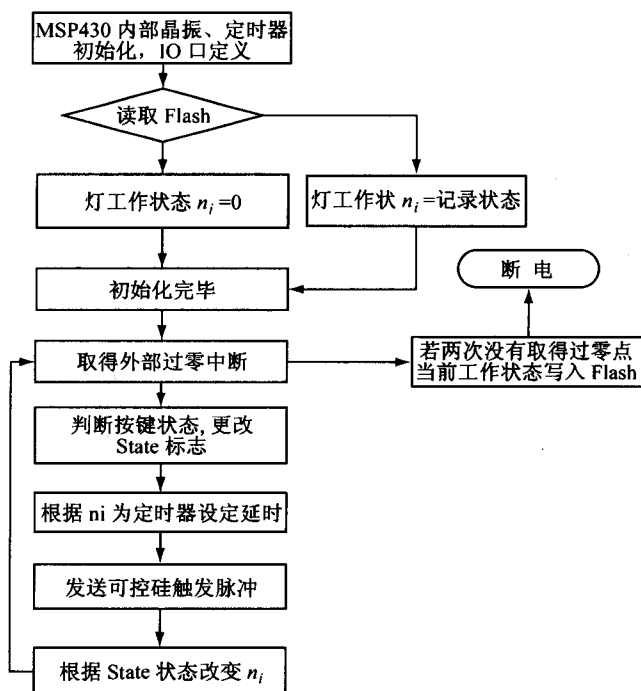 MSP430 内部晶振、定时器
初始化，IO 口定义
读取 Flash
灯工作状态 nᵢ=0
灯工作状 nᵢ=记录状态
断 电
初始化完毕
取得外部过零中断
若两次没有取得过零点
当前工作状态写入 Flash
判断按键状态,更改
State 标志
根据 ni 为定时器设定延时
发送可控硅触发脉冲
根据 State 状态改变 nᵢ